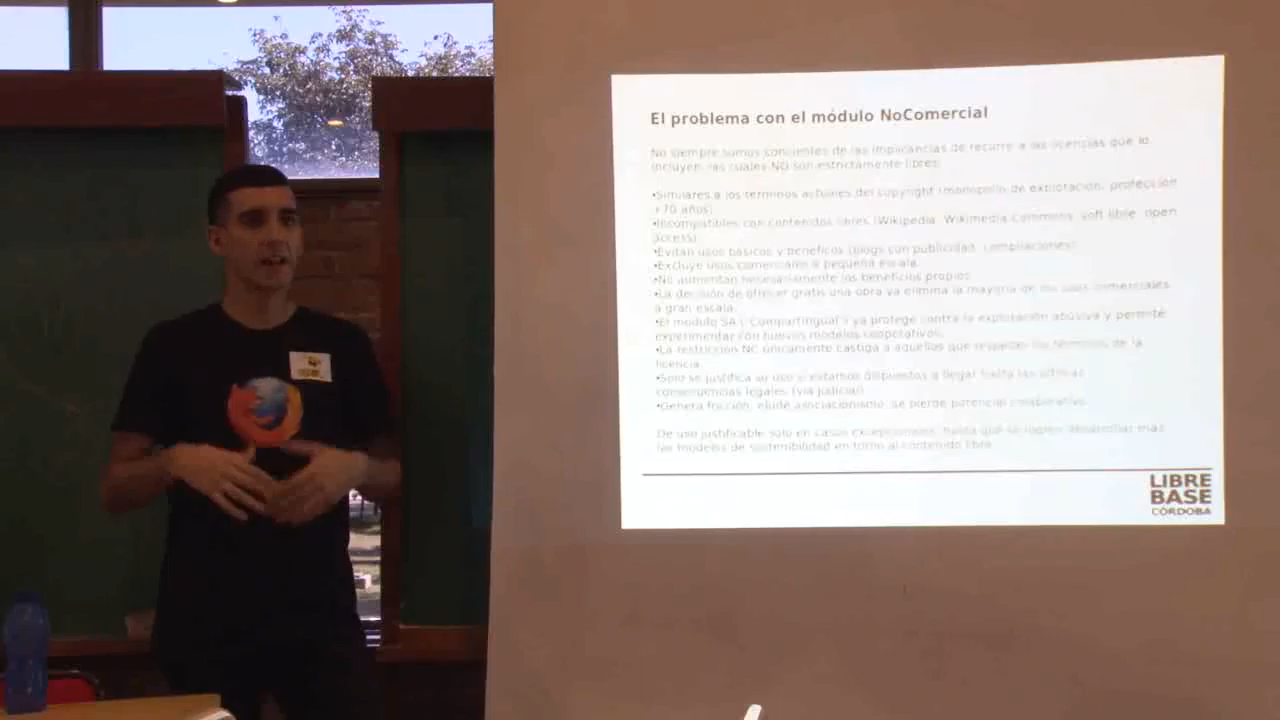 El problema con el módulo NoComercial
No siempre somos concientes de las implicancias de recurre a las licencias que lo
incluyen, las cuales NO son estrictamente libres:
•Similares a los términos actuales del copyright (monopolio de explotación, protección
+70 años)
•Incompatibles con contenidos libres (Wikipedia, Wikimedia Commons, soft libre, open
access)
•Evitan usos básicos y benéficos (blogs con publicidad, compilaciones)
•Excluye usos comerciales a pequeña escala.
•No aumentan necesariamente los beneficios propios.
•La decisión de ofrecer gratis una obra ya elimina la mayoría de los usos comerciales
a gran escala.
•El módulo SA (CompartirIgual) ya protege contra la explotación abusiva y permite
experimentar con nuevos modelos cooperativos.
•La restricción NC únicamente castiga a aquellos que respetan los términos de la
licencia.
•Solo se justifica su uso si estamos dispuestos a llegar hasta las últimas
consecuencias legales (vía judicial)
•Genera fricción, elude asociacionismo, se pierde potencial colaborativo.
De uso justificable solo en casos excepcionales, hasta que se logren desarrollar más
los modelos de sostenibilidad en torno al contenido libre.
LIBRE
BASE
CÓRDOBA